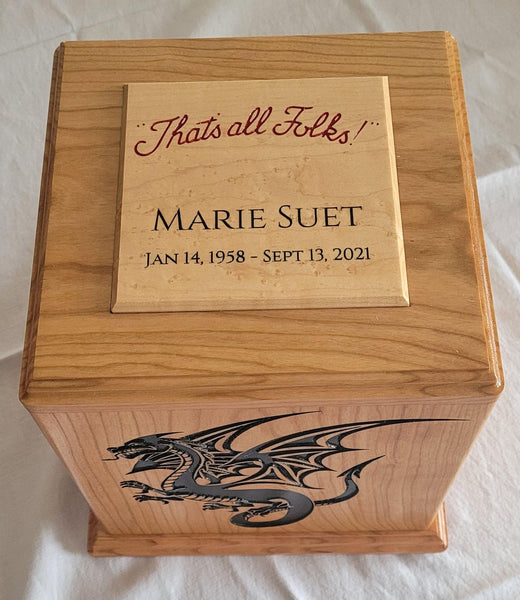 "Thats all Folks!"
MARIE SUET
JAN 14, 1958 - SEPT 13, 2021